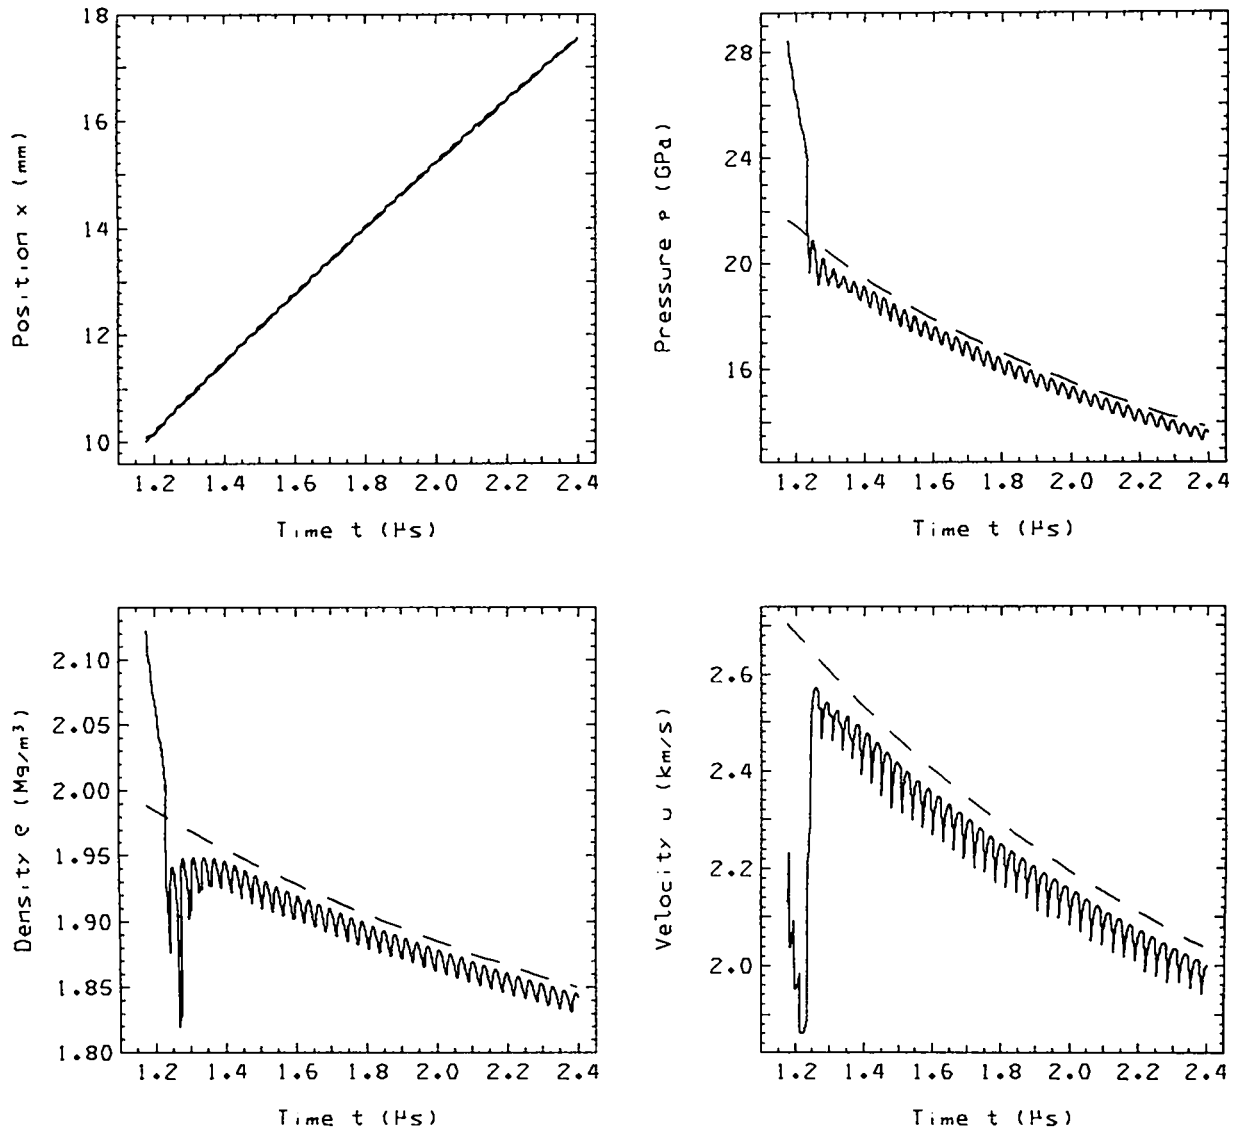 Position x (mm)
18
16
14
12
10
1.2 1.4 1.6 1.8 2.0 2.2 2.4
Time t (μs)
Pressure p (GPa)
28
24
20
16
1.2 1.4 1.6 1.8 2.0 2.2 2.4
Time t (μs)
Density ρ (Mg/m³)
2.10
2.05
2.00
1.95
1.90
1.85
1.80
1.2 1.4 1.6 1.8 2.0 2.2 2.4
Time t (μs)
Velocity u (km/s)
2.6
2.4
2.2
2.0
1.2 1.4 1.6 1.8 2.0 2.2 2.4
Time t (μs)